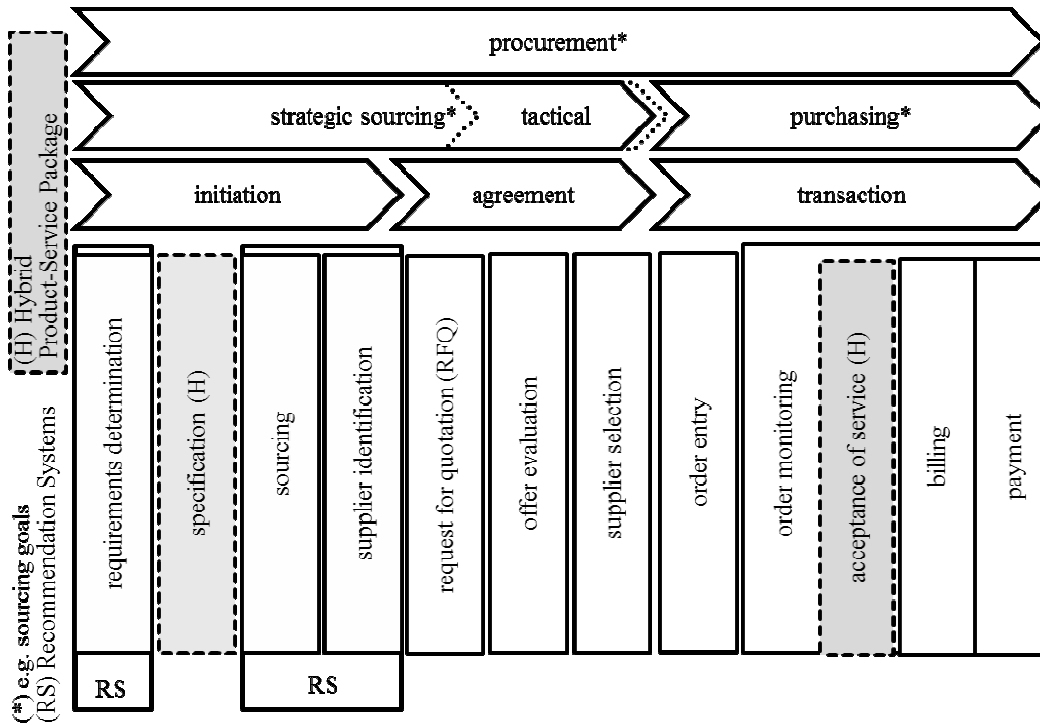 procurement*
strategic sourcing*
tactical
purchasing*
initiation
agreement
transaction
(H) Hybrid
Product-Service Package
(*) e.g. sourcing goals
(RS) Recommendation Systems
requirements determination
specification (H)
sourcing
supplier identification
request for quotation (RFQ)
offer evaluation
supplier selection
order entry
order monitoring
acceptance of service (H)
billing
payment
RS
RS